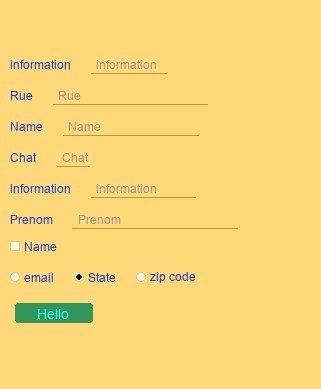 information information
Rue Rue
Name Name
Chat Chat
information information
Prenom Prenom
Name
email State zip code
Hello